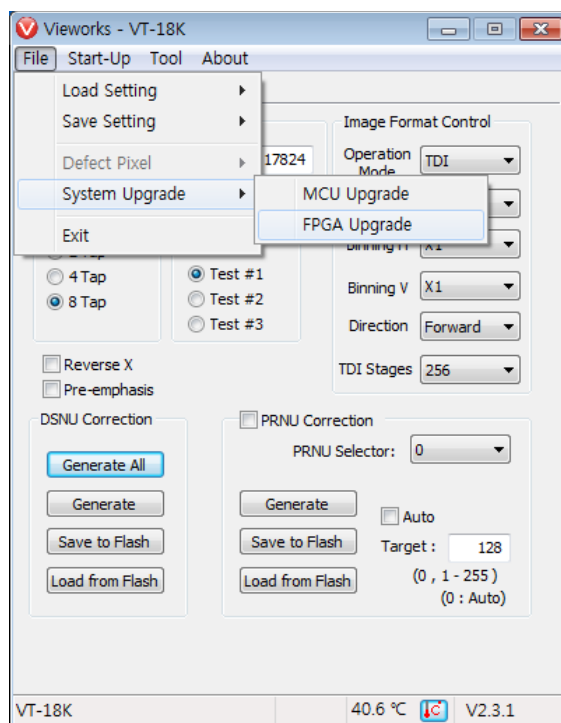 Vieworks - VT-18K
File Start-Up Tool About
Load Setting
Save Setting
Defect Pixel
System Upgrade
Exit
MCU Upgrade
FPGA Upgrade
17824
Image Format Control
Operation Mode TDI
Binning V X1
Direction Forward
TDI Stages 256
4 Tap
8 Tap
Test #1
Test #2
Test #3
Reverse X
Pre-emphasis
DSNU Correction
Generate All
Generate
Save to Flash
Load from Flash
PRNU Correction
PRNU Selector: 0
Generate
Save to Flash
Load from Flash
Auto
Target : 128
(0 , 1 - 255 )
(0 : Auto)
VT-18K
40.6 ℃
V2.3.1